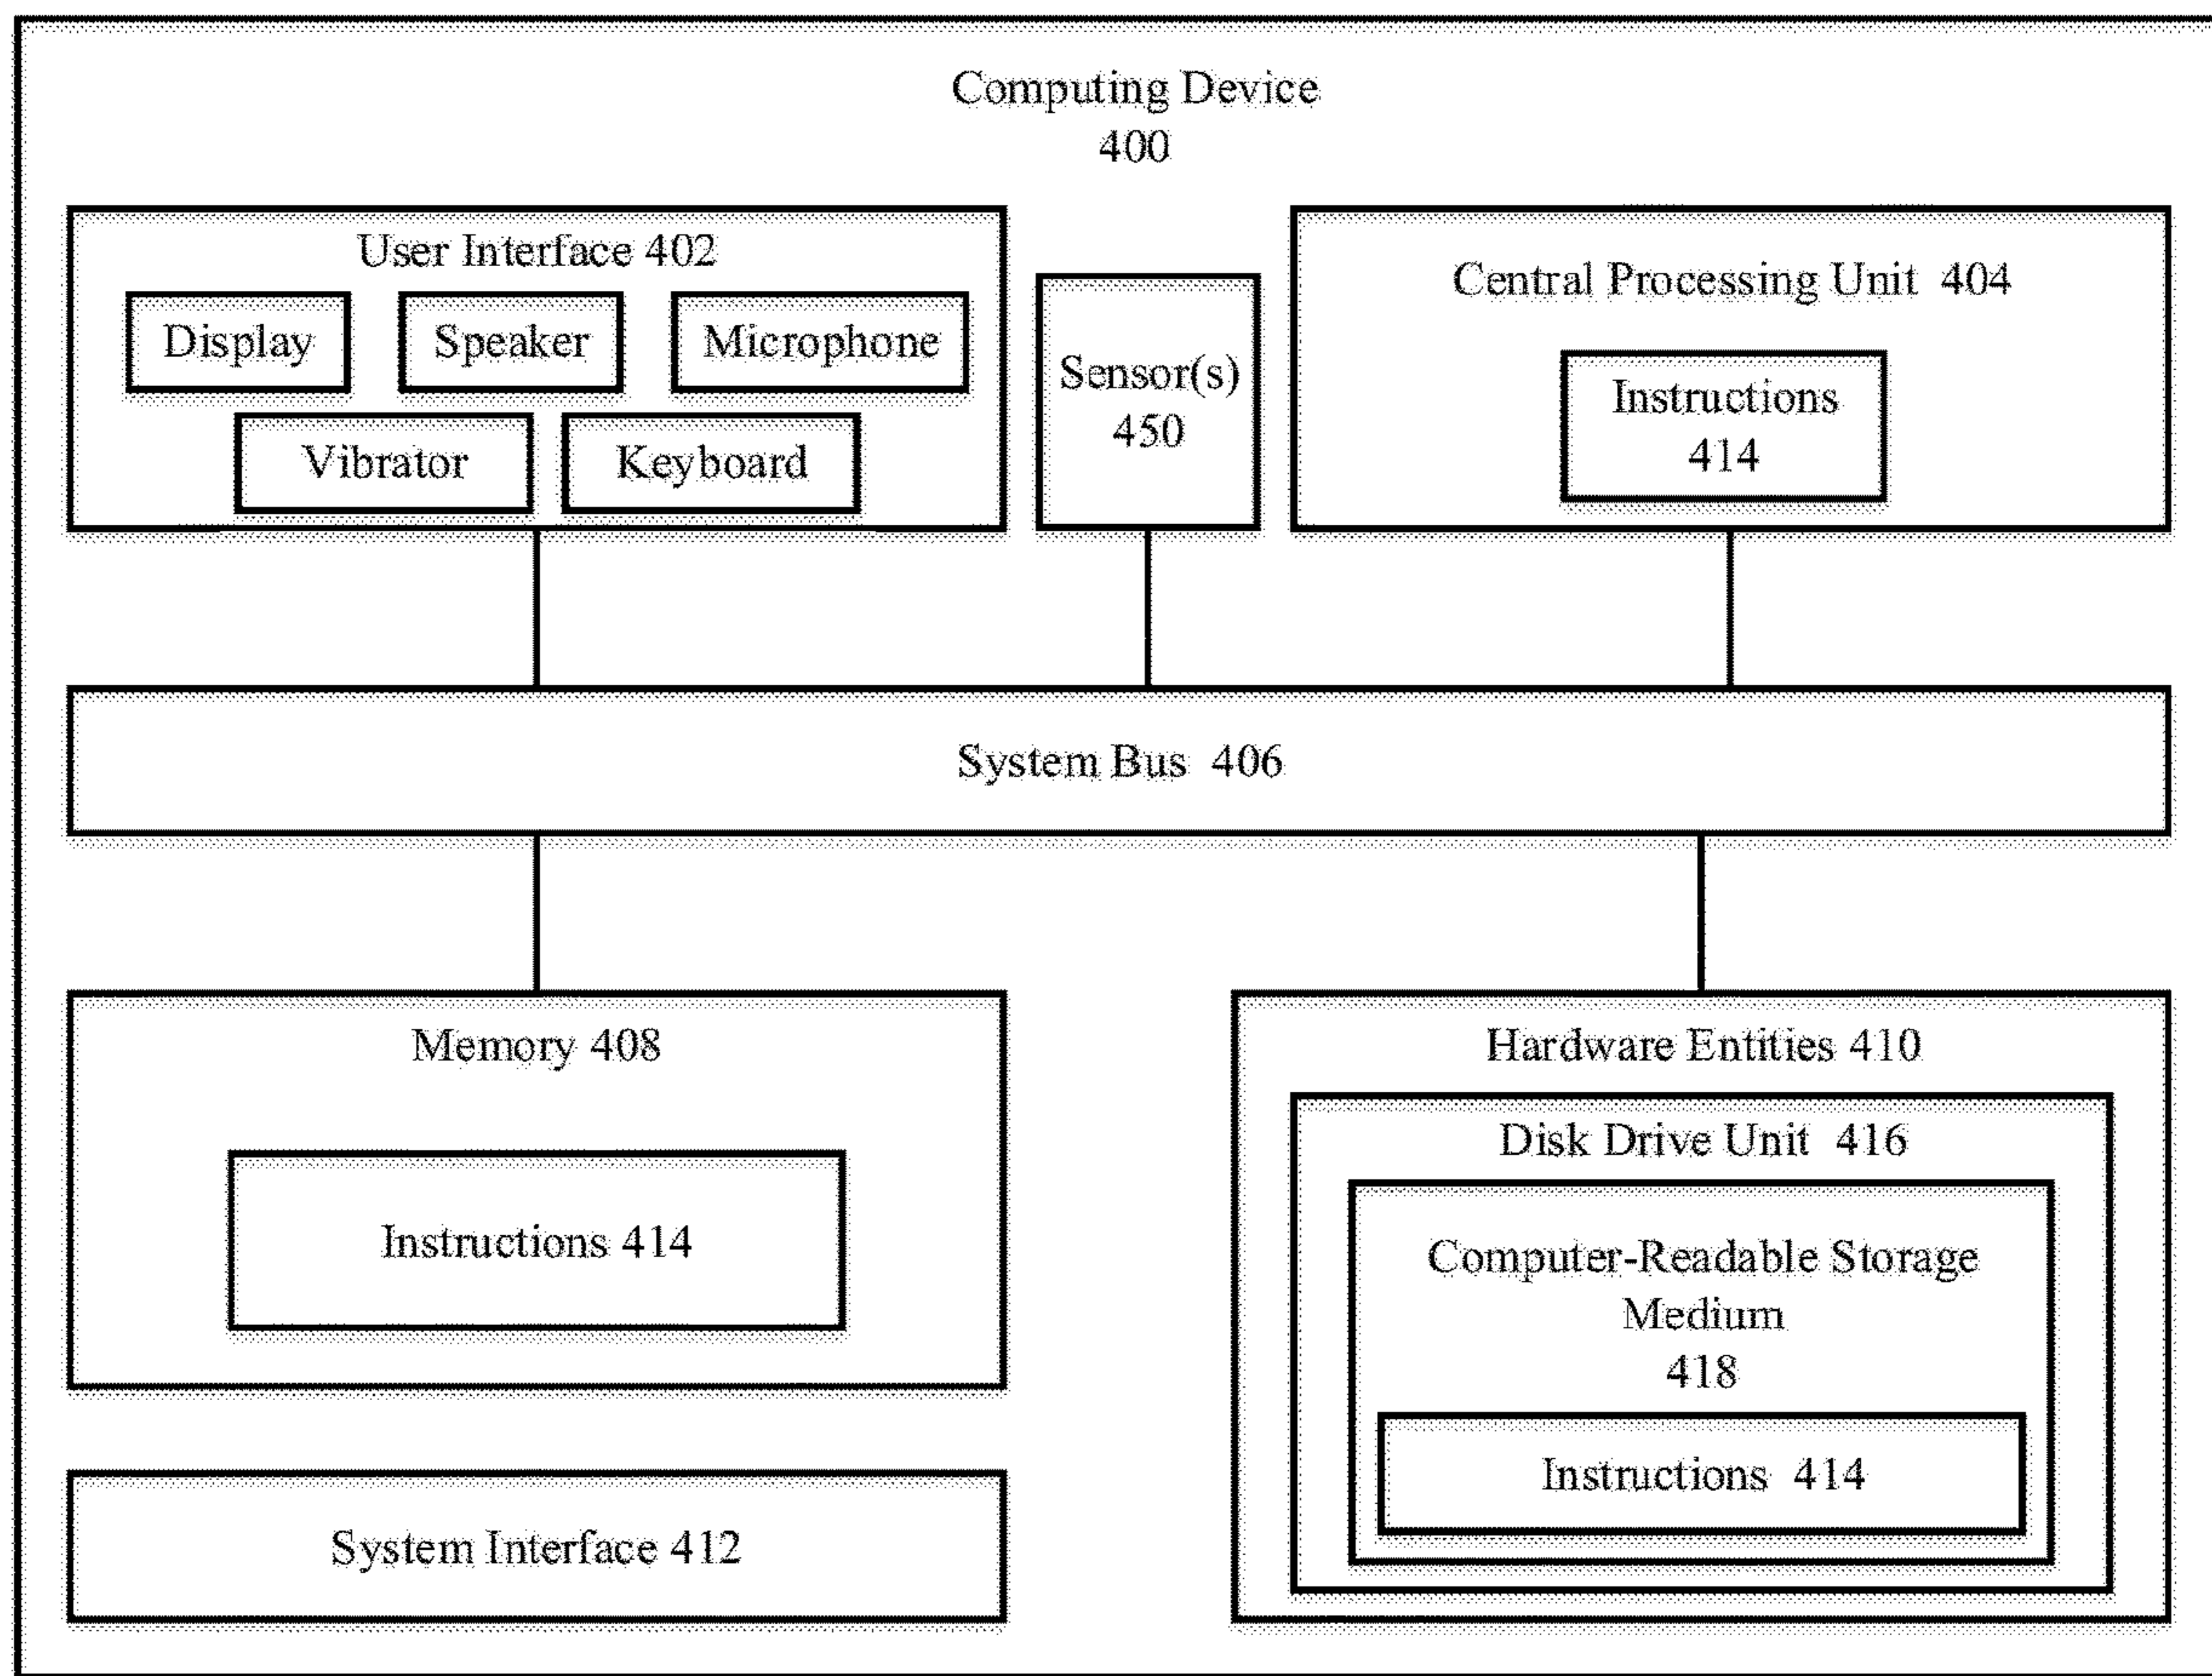 Computing Device
400
User Interface 402
Display
Speaker
Microphone
Vibrator
Keyboard
Sensor(s)
450
Central Processing Unit 404
Instructions
414
System Bus 406
Memory 408
Instructions 414
System Interface 412
Hardware Entities 410
Disk Drive Unit 416
Computer-Readable Storage
Medium
418
Instructions 414